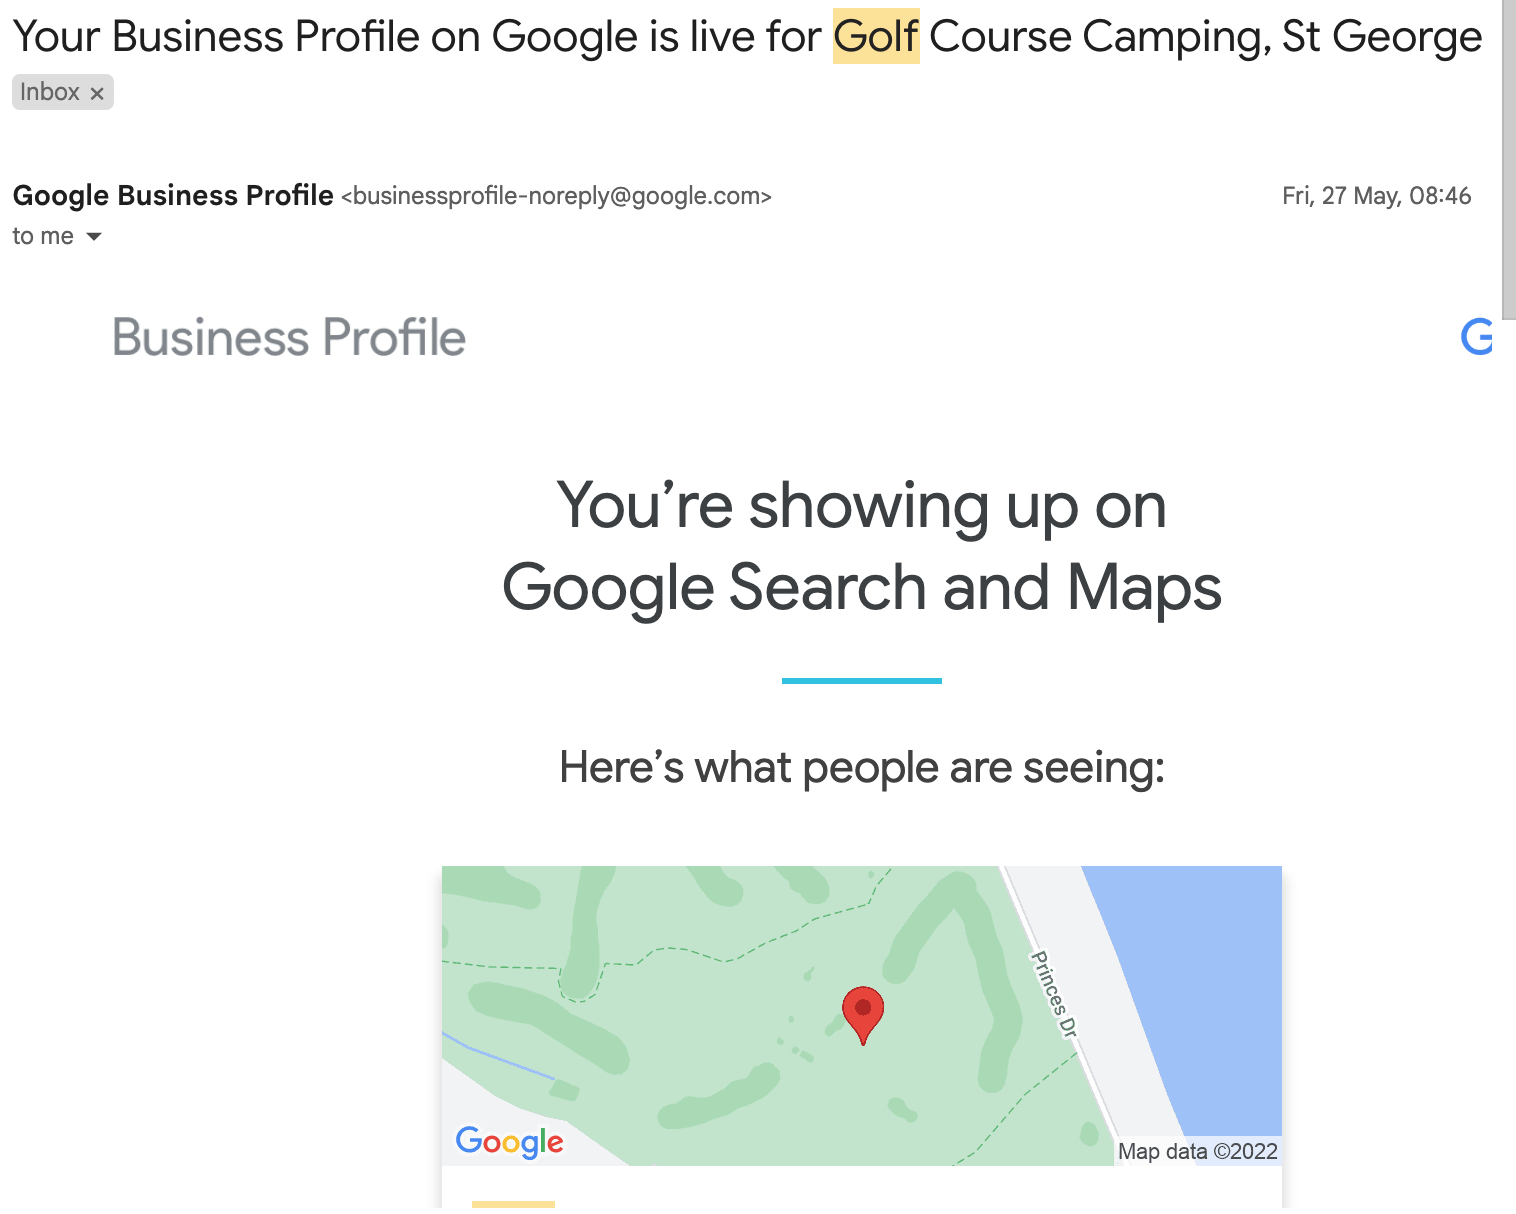 Your Business Profile on Google is live for Golf Course Camping, St George
Inbox ×
Google Business Profile <businessprofile-noreply@google.com>
Fri, 27 May, 08:46
to me
Business Profile
G
You’re showing up on
Google Search and Maps
Here’s what people are seeing:
Princes Dr
Google
Map data ©2022